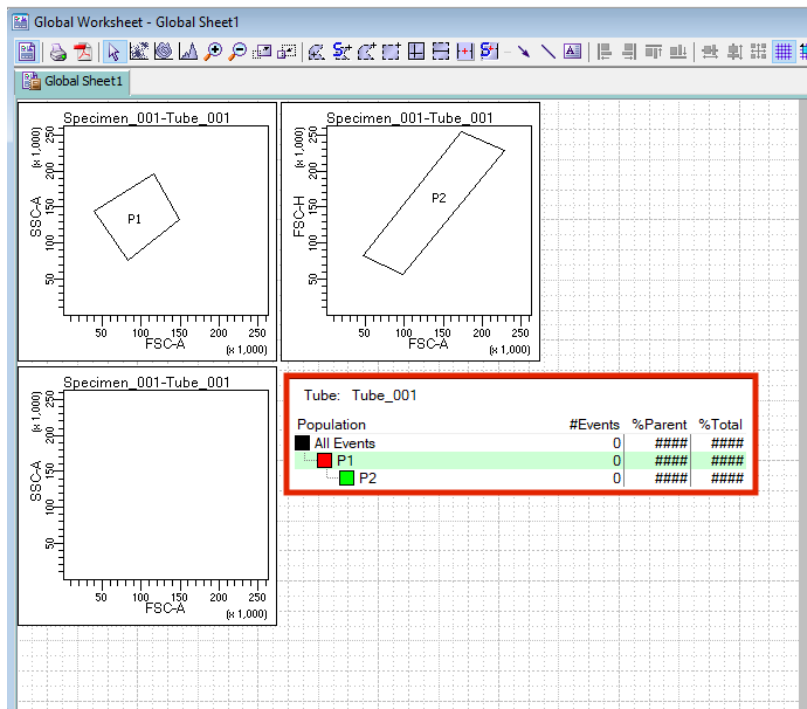 Global Worksheet - Global Sheet1
Global Sheet1
Specimen_001-Tube_001
(x 1,000)
250
200
150
100
50
SSC-A
P1
50 100 150 200 250
FSC-A
(x 1,000)
Specimen_001-Tube_001
(x 1,000)
250
200
150
100
50
FSC-H
P2
50 100 150 200 250
FSC-A
(x 1,000)
Specimen_001-Tube_001
(x 1,000)
250
200
150
100
50
SSC-A
50 100 150 200 250
FSC-A
(x 1,000)
Tube: Tube_001
Population #Events %Parent %Total
All Events 0 #### ####
P1 0 #### ####
P2 0 #### ####